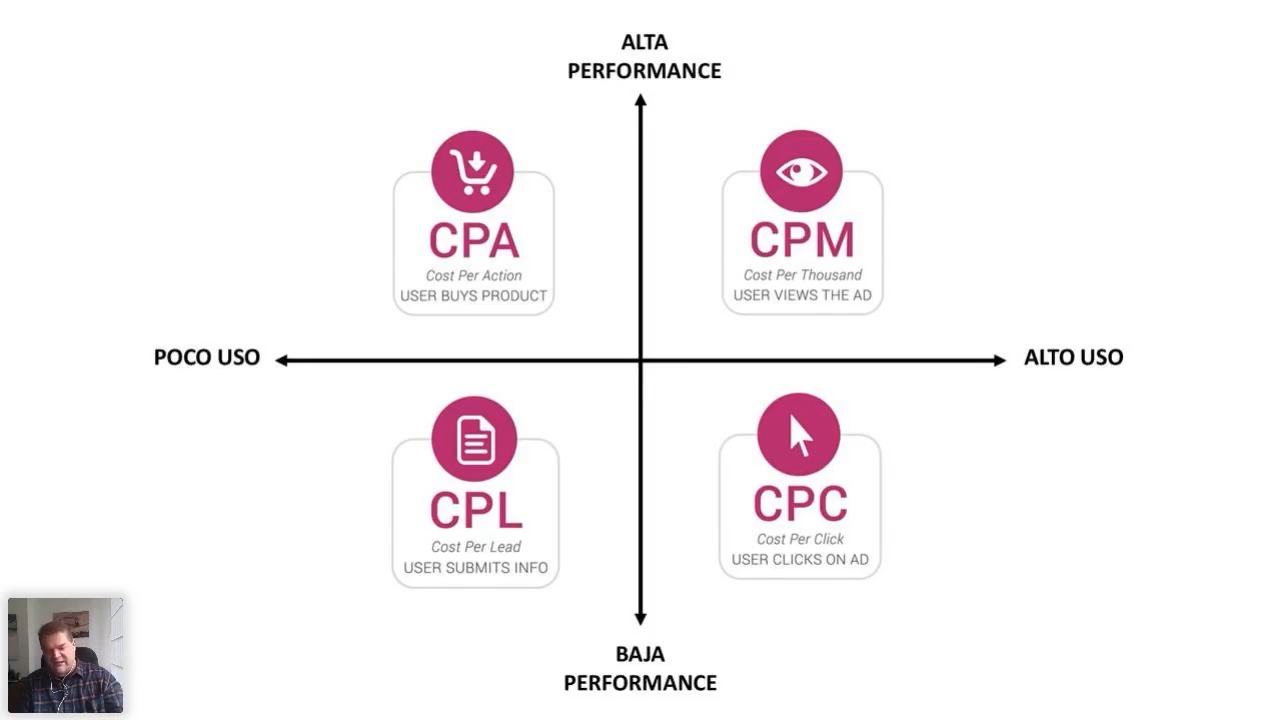 ALTA
PERFORMANCE
CPA
Cost Per Action
USER BUYS PRODUCT
CPM
Cost Per Thousand
USER VIEWS THE AD
POCO USO
ALTO USO
CPL
Cost Per Lead
USER SUBMITS INFO
CPC
Cost Per Click
USER CLICKS ON AD
BAJA
PERFORMANCE